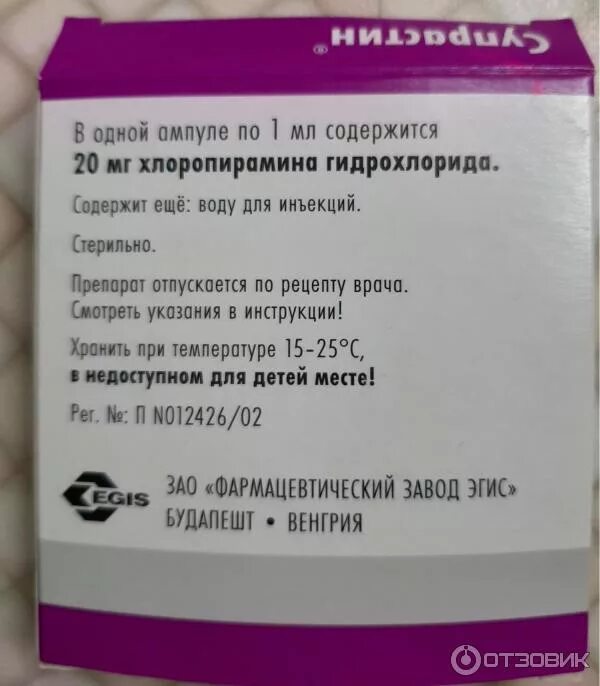 Супрастин®
В одной ампуле по 1 мл содержится
20 мг хлоропирамина гидрохлорида.
Содержит ещё: воду для инъекций.
Стерильно.
Препарат отпускается по рецепту врача.
Смотреть указания в инструкции!
Хранить при температуре 15-25°С,
в недоступном для детей месте!
Рег. №: П N012426/02
EGIS
ЗАО «ФАРМАЦЕВТИЧЕСКИЙ ЗАВОД ЭГИС»
БУДАПЕШТ • ВЕНГРИЯ
ОТЗОВИК